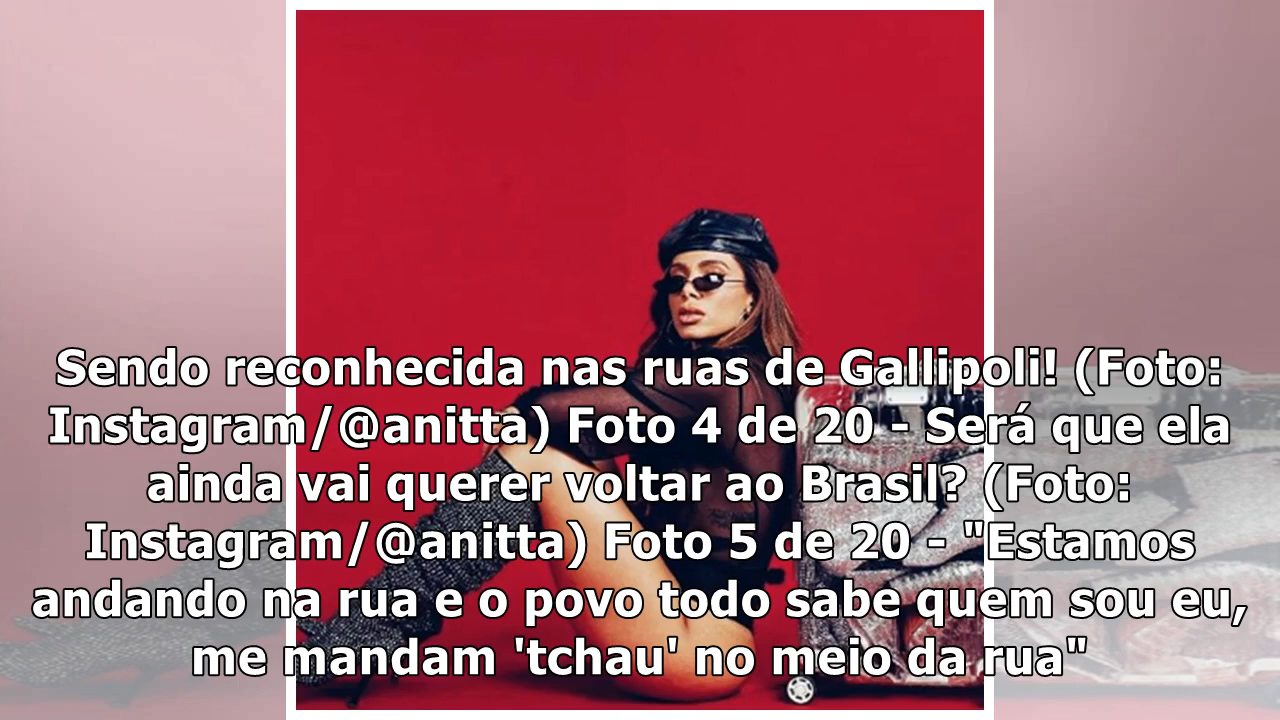 Sendo reconhecida nas ruas de Gallipoli! (Foto:
Instagram/@anitta) Foto 4 de 20 - Será que ela
ainda vai querer voltar ao Brasil? (Foto:
Instagram/@anitta) Foto 5 de 20 - "Estamos
andando na rua e o povo todo sabe quem sou eu,
me mandam 'tchau' no meio da rua"